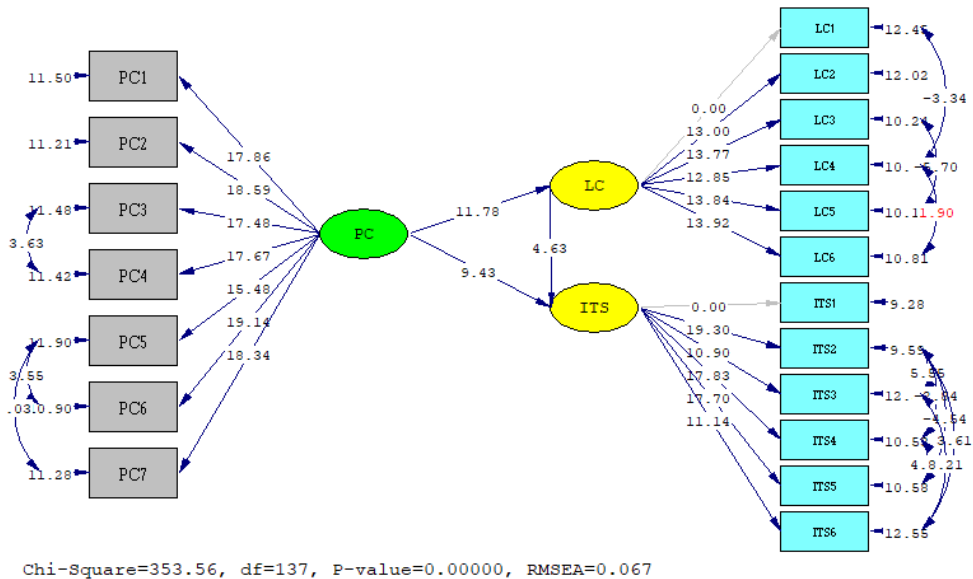 11.50 PC1
11.21 PC2
11.48 PC3
3.63
11.42 PC4
11.90 PC5
3.55
PC6
11.28 PC7
17.86
18.59
17.48
17.67
15.48
19.14
18.34
PC
11.78
9.43
4.63
LC
ITS
0.00
13.00
13.77
12.85
13.84
13.92
0.00
19.30
10.90
17.83
17.70
11.14
LC1 12.45
LC2 12.02
-3.34
LC3 10.24
LC4
LC5
1.90
LC6 10.81
ITS1 9.28
ITS2 9.59
5.55
ITS3
ITS4
3.61
ITS5 10.58
ITS6 12.55
Chi-Square=353.56, df=137, P-value=0.00000, RMSEA=0.067